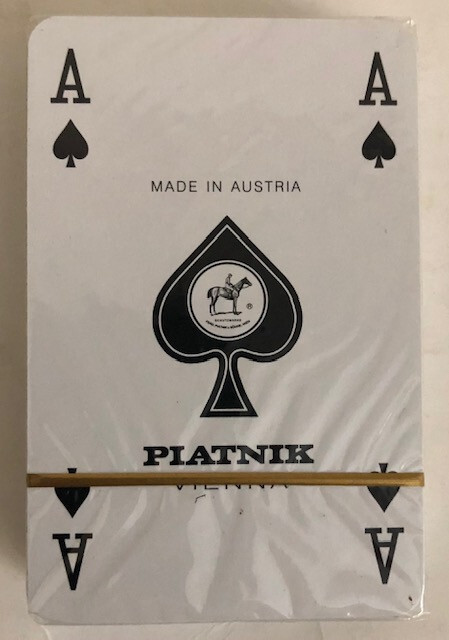 A A
MADE IN AUSTRIA
®
PIATNIK
VIENNA
A A